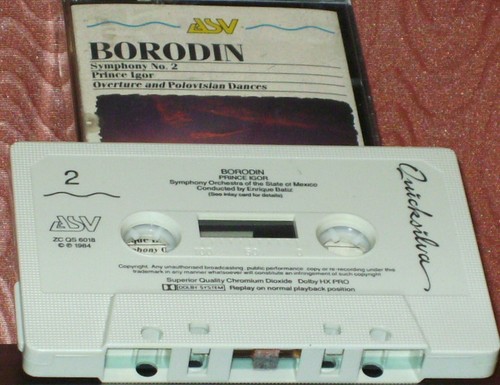 ASV
BORODIN
Symphony No. 2
Prince Igor
Overture and Polovtsian Dances
2
BORODIN
PRINCE IGOR
Symphony Orchestra of the State of Mexico
Conducted by Enrique Batiz
(See inlay card for details)
Quicksilva
ASV
ZC QS 6018
© ℗ 1984
Copyright. Any unauthorised broadcasting, public performance, copy or re-recording under this
trademark in any manner whatsoever will constitute an infringement of such copyright
Superior Quality Chromium Dioxide Dolby HX PRO
DOLBY SYSTEM Replay on normal playback position.